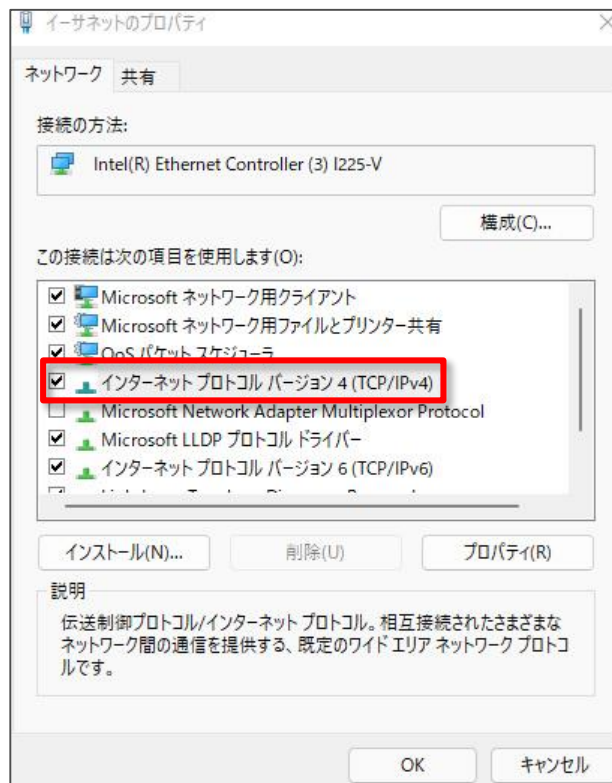 イーサネットのプロパティ
ネットワーク 共有
接続の方法:
Intel(R) Ethernet Controller (3) I225-V
構成(C)...
この接続は次の項目を使用します(O):
Microsoft ネットワーク用クライアント
Microsoft ネットワーク用ファイルとプリンター共有
QoS パケット スケジューラ
インターネット プロトコル バージョン 4 (TCP/IPv4)
Microsoft Network Adapter Multiplexor Protocol
Microsoft LLDP プロトコル ドライバー
インターネット プロトコル バージョン 6 (TCP/IPv6)
インストール(N)... 削除(U) プロパティ(R)
説明
伝送制御プロトコル/インターネット プロトコル。相互接続されたさまざまな
ネットワーク間の通信を提供する、既定のワイド エリア ネットワーク プロトコ
ルです。
OK キャンセル